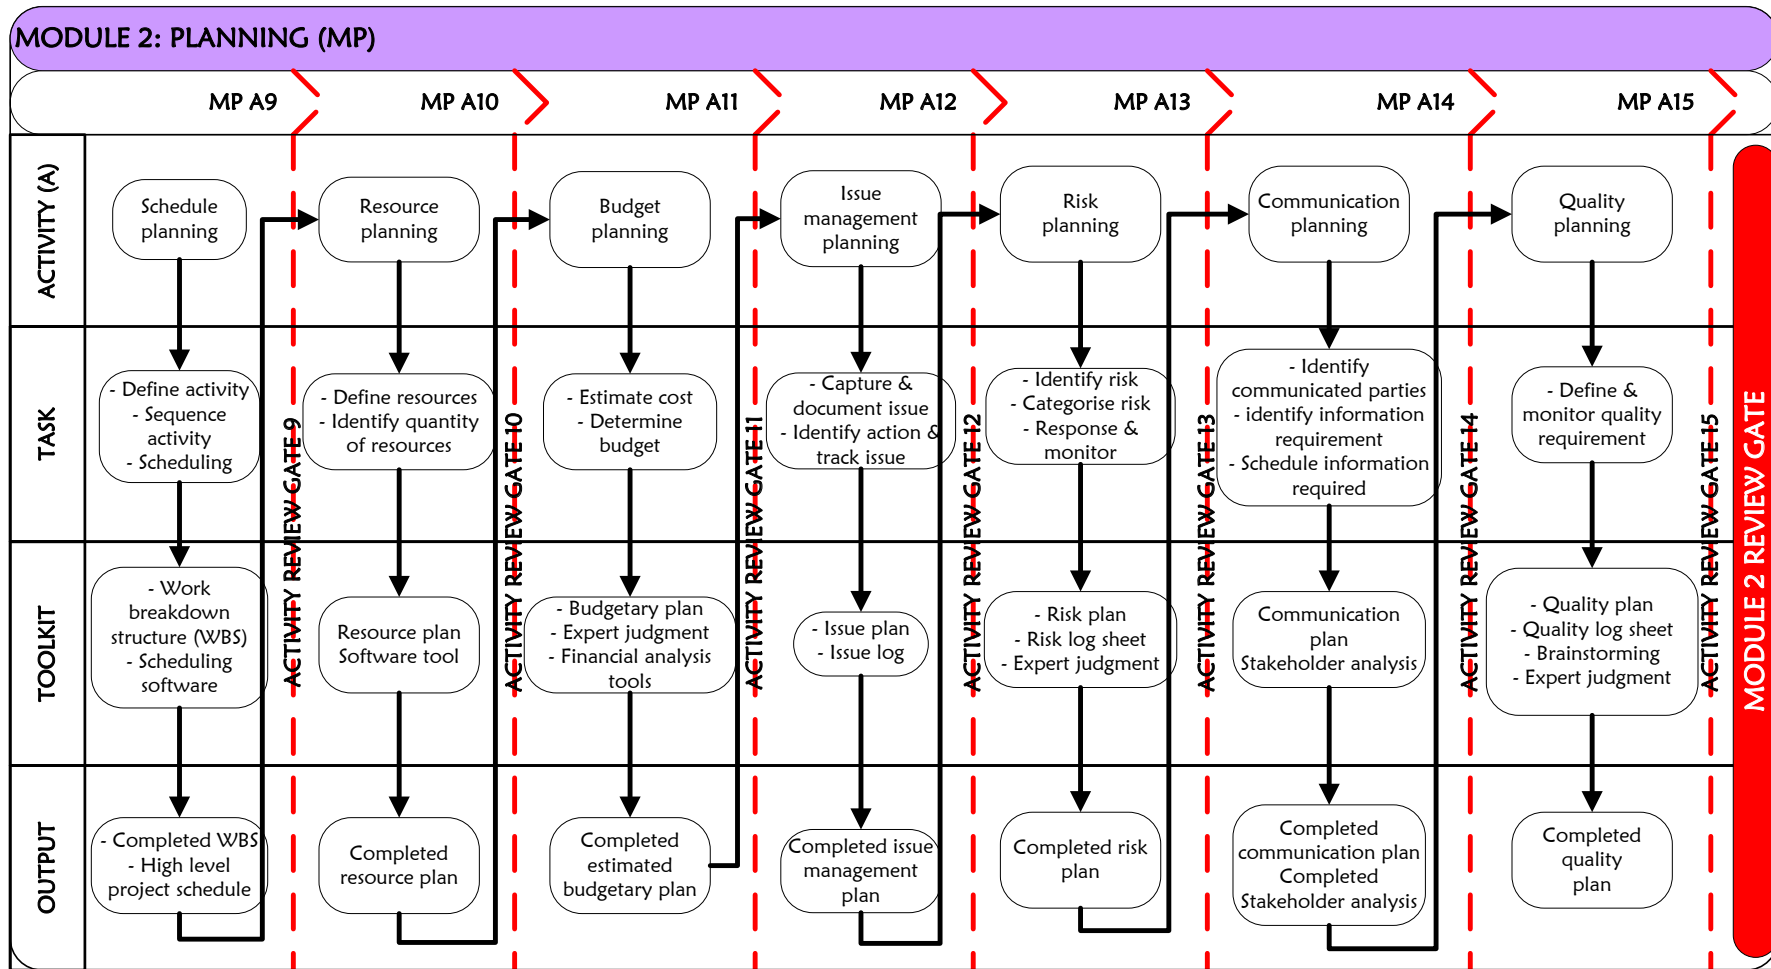 MODULE 2: PLANNING (MP)
MP A9
MP A10
MP A11
MP A12
MP A13
MP A14
MP A15
ACTIVITY (A)
Schedule
planning
Resource
planning
Budget
planning
Issue
management
planning
Risk
planning
Communication
planning
Quality
planning
TASK
- Define activity
- Sequence
activity
- Scheduling
- Define resources
- Identify quantity
of resources
- Estimate cost
- Determine
budget
- Capture &
document issue
- Identify action &
track issue
- Identify risk
- Categorise risk
- Response &
monitor
- Identify
communicated parties
- identify information
requirement
- Schedule information
required
- Define &
monitor quality
requirement
TOOLKIT
- Work
breakdown
structure (WBS)
- Scheduling
software
Resource plan
Software tool
- Budgetary plan
- Expert judgment
- Financial analysis
tools
- Issue plan
- Issue log
- Risk plan
- Risk log sheet
- Expert judgment
Communication
plan
Stakeholder analysis
- Quality plan
- Quality log sheet
- Brainstorming
- Expert judgment
OUTPUT
- Completed WBS
- High level
project schedule
Completed
resource plan
Completed
estimated
budgetary plan
Completed issue
management
plan
Completed risk
plan
Completed
communication plan
Completed
Stakeholder analysis
Completed
quality
plan
ACTIVITY REVIEW GATE 9
ACTIVITY REVIEW GATE 10
ACTIVITY REVIEW GATE 11
ACTIVITY REVIEW GATE 12
ACTIVITY REVIEW GATE 13
ACTIVITY REVIEW GATE 14
ACTIVITY REVIEW GATE 15
MODULE 2 REVIEW GATE